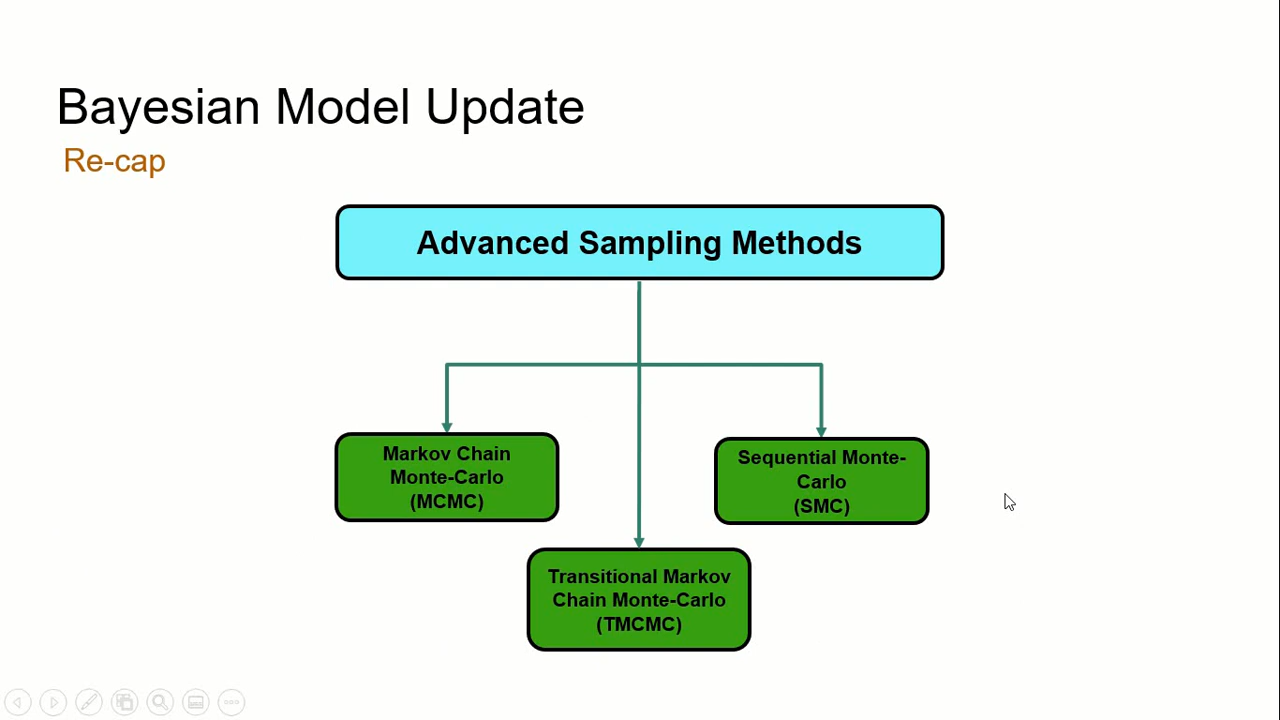 Bayesian Model Update
Re-cap
Advanced Sampling Methods
Markov Chain
Monte-Carlo
(MCMC)
Sequential Monte-
Carlo
(SMC)
Transitional Markov
Chain Monte-Carlo
(TMCMC)